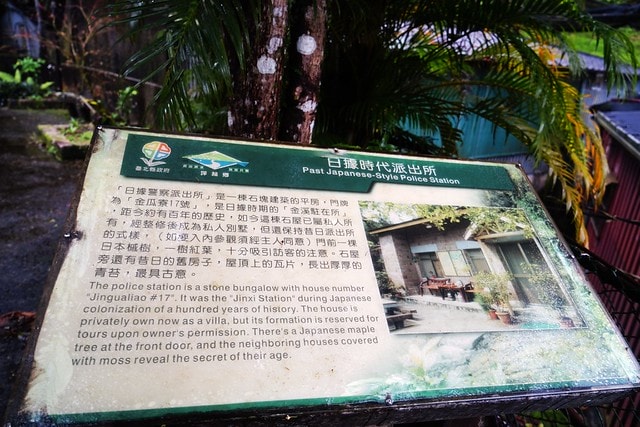 臺北縣政府
坪林鄉
日據時代派出所
Past Japanese-Style Police Station
「日據警察派出所」是一棟石塊建築的平房，門牌
為「金瓜寮17號」，是日據時期的「金溪駐在所」
，距今約有百年的歷史，如今這棟石屋已屬私人所
有，經整修後成為私人別墅，但還保持昔日派出所
的式樣，（如便入內參觀須經主人同意）門前一棵
日本槭樹，一樹紅葉，十分吸引訪客的注意。石屋
旁還有昔日的舊房子，屋頂上的瓦片，長出厚厚的
青苔，最具古意。
The police station is a stone bungalow with house number
"Jingualiao #17". It was the "Jinxi Station" during Japanese
colonization of a hundred years of history. The house is
privately own now as a villa, but its formation is reserved for
tours upon owner's permission. There's a Japanese maple
tree at the front door, and the neighboring houses covered
with moss reveal the secret of their age.